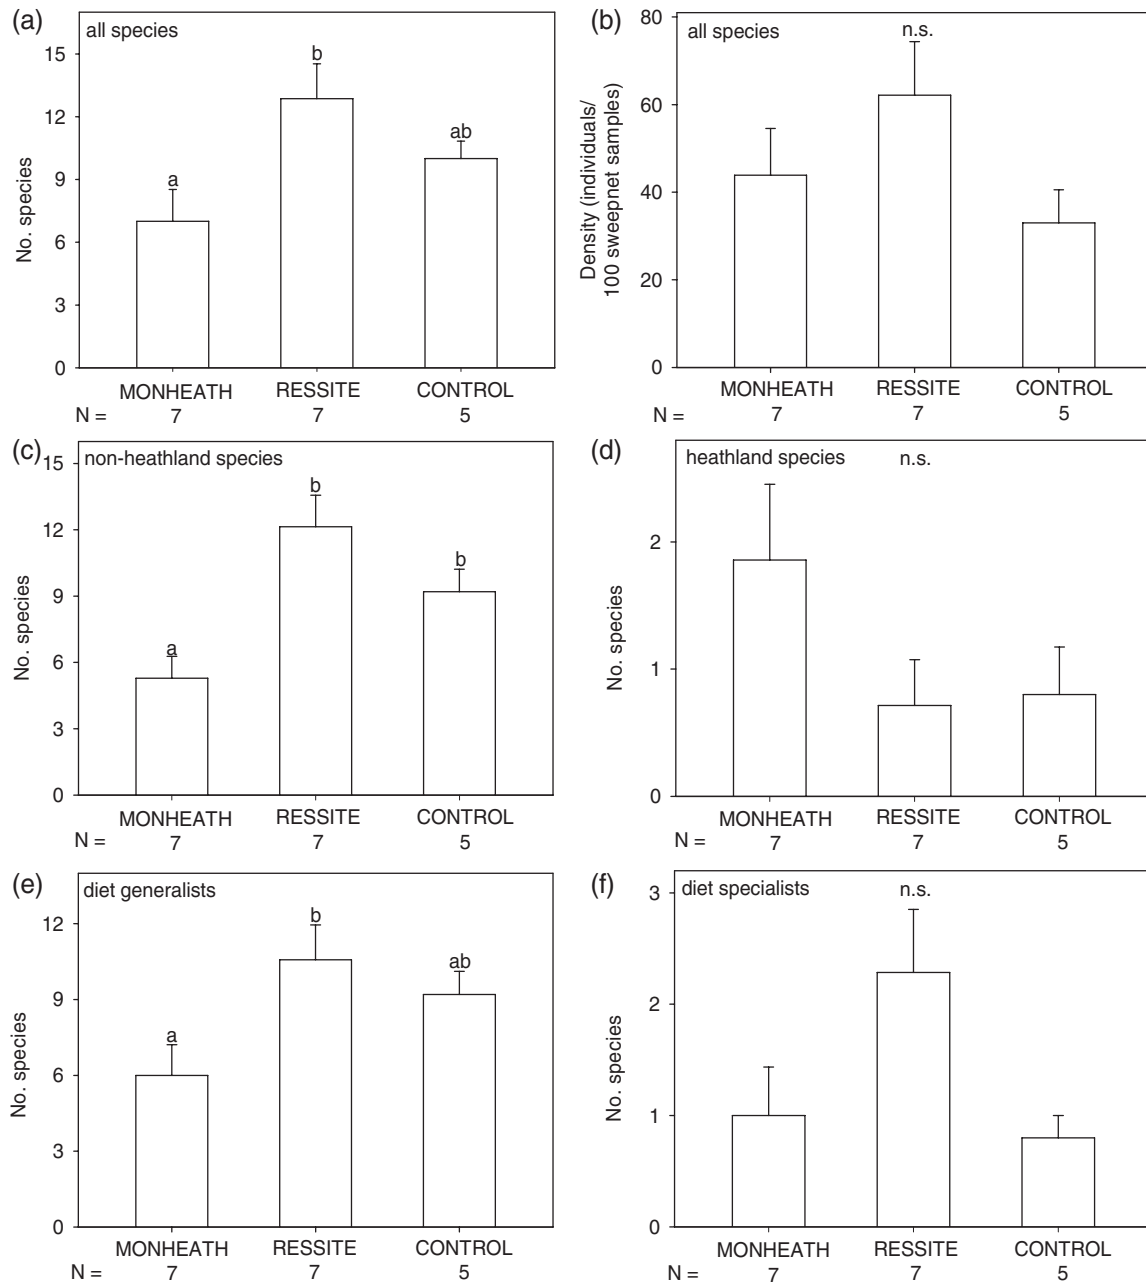 (a)
all species
15
12
9
6
3
0
No. species
a
b
ab
MONHEATH RESSITE CONTROL
N = 7 7 5
(b)
all species
n.s.
80
60
40
20
0
Density (individuals/
100 sweepnet samples)
MONHEATH RESSITE CONTROL
7 7 5
(c)
non-heathland species
15
12
9
6
3
0
No. species
a
b
b
MONHEATH RESSITE CONTROL
N = 7 7 5
(d)
heathland species
n.s.
2
1
0
No. species
MONHEATH RESSITE CONTROL
N = 7 7 5
(e)
diet generalists
12
9
6
3
0
No. species
a
b
ab
MONHEATH RESSITE CONTROL
N = 7 7 5
(f)
diet specialists
n.s.
3
2
1
0
No. species
MONHEATH RESSITE CONTROL
N = 7 7 5